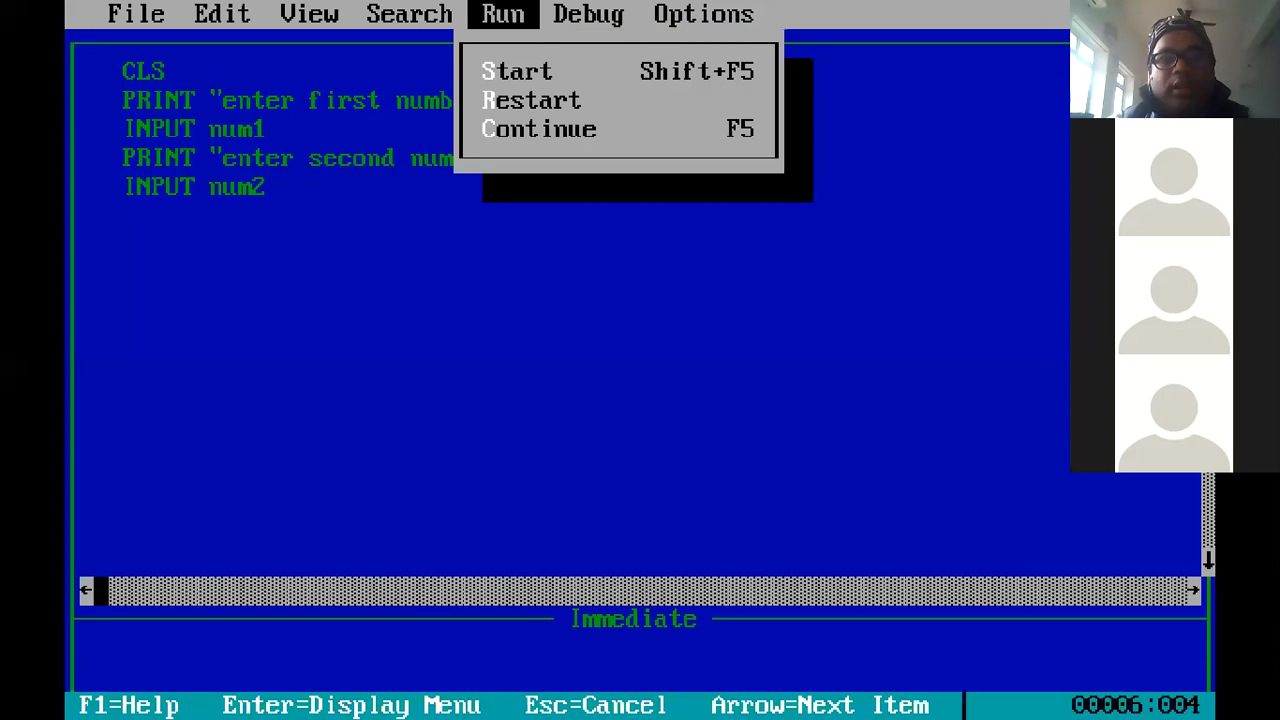 File Edit View Search Run Debug Options
Start Shift+F5
Restart
Continue F5
CLS
PRINT "enter first numb
INPUT num1
PRINT "enter second num
INPUT num2
Immediate
F1=Help Enter=Display Menu Esc=Cancel Arrow=Next Item 00006:004